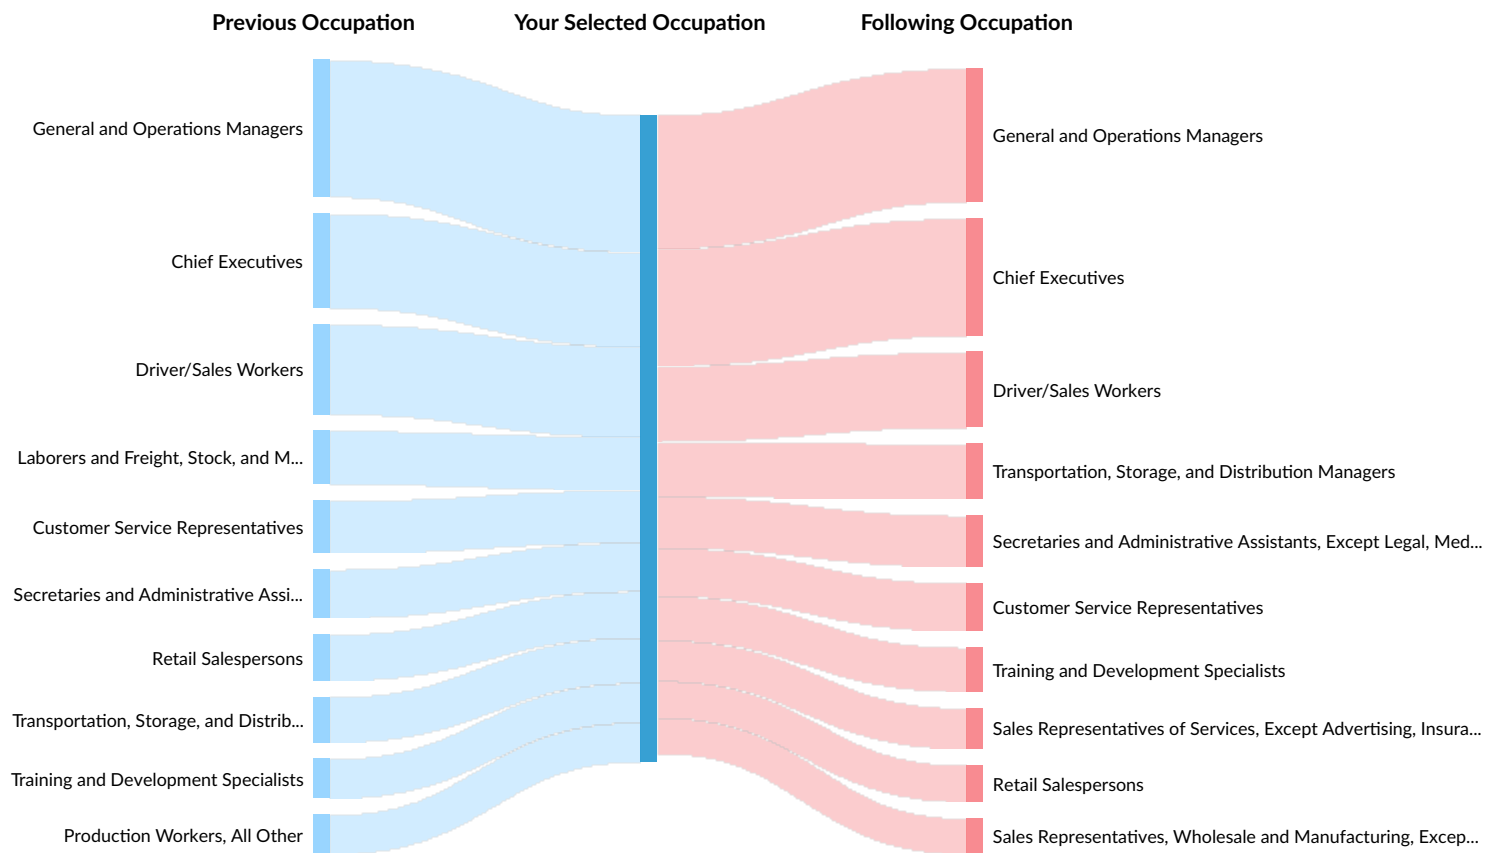 Previous Occupation
Your Selected Occupation
Following Occupation
General and Operations Managers
Chief Executives
Driver/Sales Workers
Laborers and Freight, Stock, and M...
Customer Service Representatives
Secretaries and Administrative Assi...
Retail Salespersons
Transportation, Storage, and Distrib...
Training and Development Specialists
Production Workers, All Other
General and Operations Managers
Chief Executives
Driver/Sales Workers
Transportation, Storage, and Distribution Managers
Secretaries and Administrative Assistants, Except Legal, Med...
Customer Service Representatives
Training and Development Specialists
Sales Representatives of Services, Except Advertising, Insura...
Retail Salespersons
Sales Representatives, Wholesale and Manufacturing, Excep...